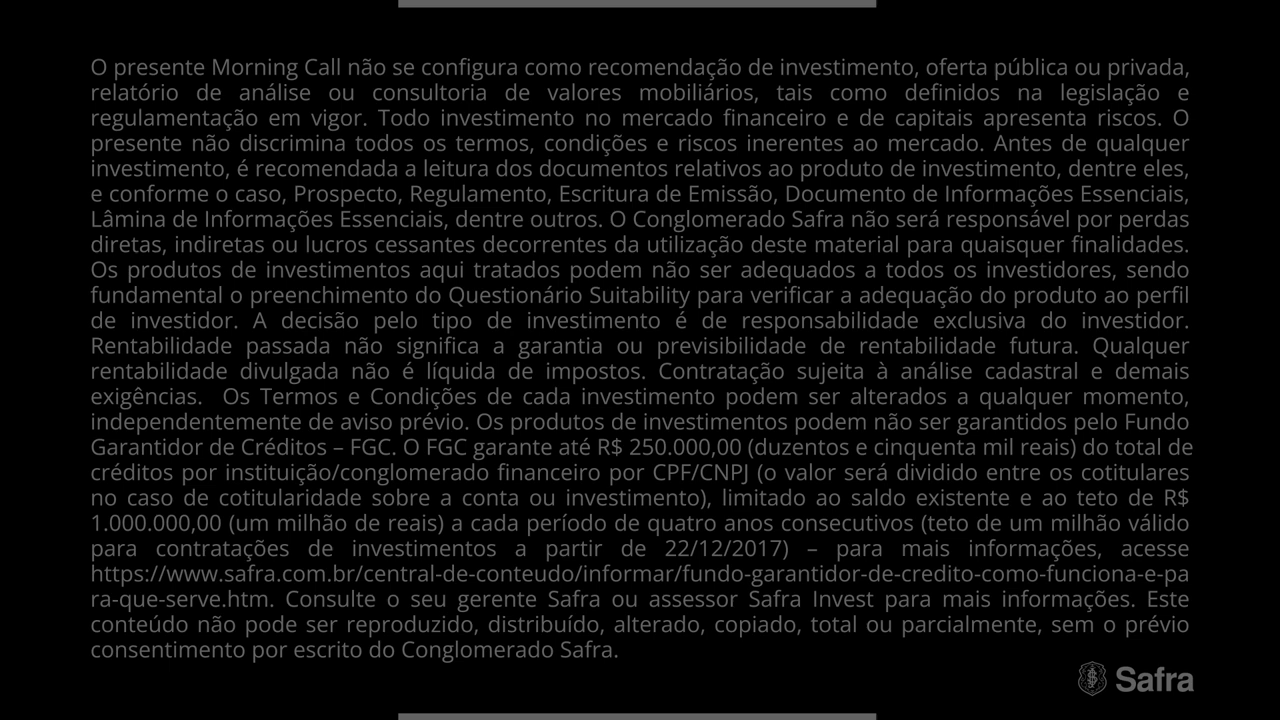 O presente Morning Call não se configura como recomendação de investimento, oferta pública ou privada,
relatório de análise ou consultoria de valores mobiliários, tais como definidos na legislação e
regulamentação em vigor. Todo investimento no mercado financeiro e de capitais apresenta riscos. O
presente não discrimina todos os termos, condições e riscos inerentes ao mercado. Antes de qualquer
investimento, é recomendada a leitura dos documentos relativos ao produto de investimento, dentre eles,
e conforme o caso, Prospecto, Regulamento, Escritura de Emissão, Documento de Informações Essenciais,
Lâmina de Informações Essenciais, dentre outros. O Conglomerado Safra não será responsável por perdas
diretas, indiretas ou lucros cessantes decorrentes da utilização deste material para quaisquer finalidades.
Os produtos de investimentos aqui tratados podem não ser adequados a todos os investidores, sendo
fundamental o preenchimento do Questionário Suitability para verificar a adequação do produto ao perfil
de investidor. A decisão pelo tipo de investimento é de responsabilidade exclusiva do investidor.
Rentabilidade passada não significa a garantia ou previsibilidade de rentabilidade futura. Qualquer
rentabilidade divulgada não é líquida de impostos. Contratação sujeita à análise cadastral e demais
exigências. Os Termos e Condições de cada investimento podem ser alterados a qualquer momento,
independentemente de aviso prévio. Os produtos de investimentos podem não ser garantidos pelo Fundo
Garantidor de Créditos – FGC. O FGC garante até R$ 250.000,00 (duzentos e cinquenta mil reais) do total de
créditos por instituição/conglomerado financeiro por CPF/CNPJ (o valor será dividido entre os cotitulares
no caso de cotitularidade sobre a conta ou investimento), limitado ao saldo existente e ao teto de R$
1.000.000,00 (um milhão de reais) a cada período de quatro anos consecutivos (teto de um milhão válido
para contratações de investimentos a partir de 22/12/2017) – para mais informações, acesse
https://www.safra.com.br/central-de-conteudo/informar/fundo-garantidor-de-credito-como-funciona-e-pa
ra-que-serve.htm. Consulte o seu gerente Safra ou assessor Safra Invest para mais informações. Este
conteúdo não pode ser reproduzido, distribuído, alterado, copiado, total ou parcialmente, sem o prévio
consentimento por escrito do Conglomerado Safra.
Safra